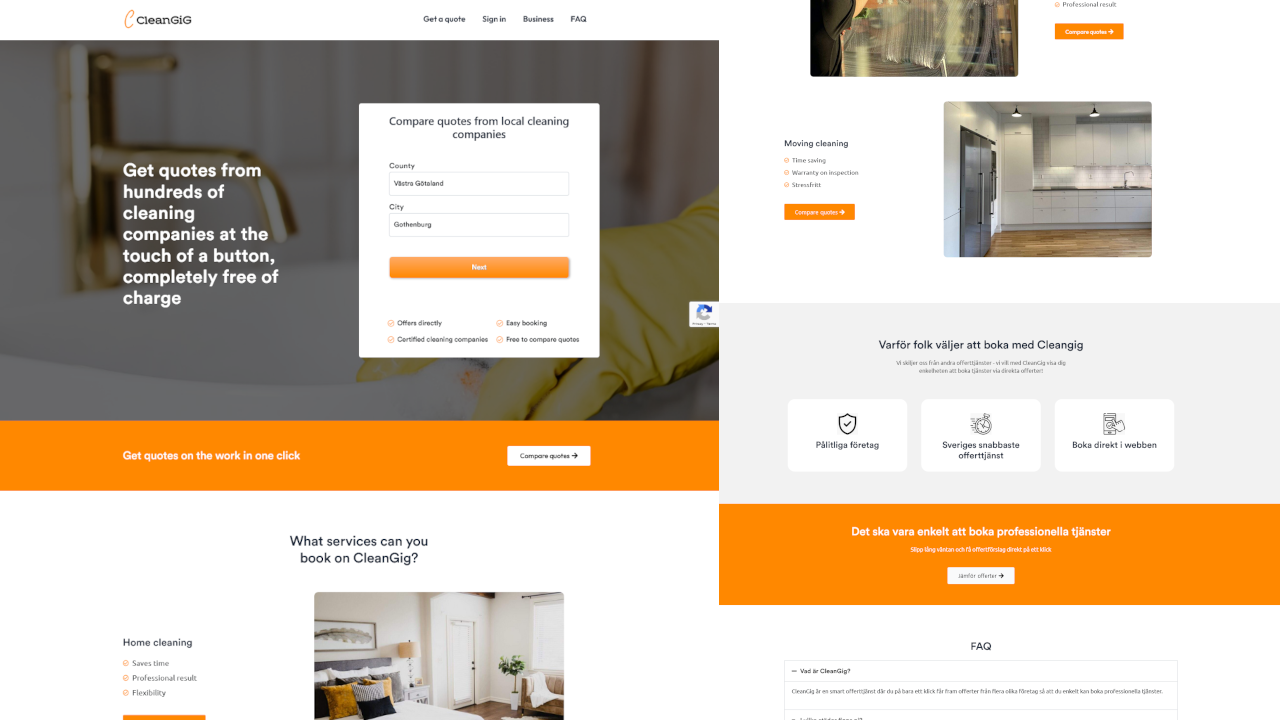 CleanGiG
Get a quote
Sign in
Business
FAQ
Get quotes from
hundreds of
cleaning
companies at the
touch of a button,
completely free of
charge
Compare quotes from local cleaning
companies
County
Västra Götaland
City
Gothenburg
Next
Offers directly
Easy booking
Certified cleaning companies
Free to compare quotes
Privacy - Terms
Get quotes on the work in one click
Compare quotes →
What services can you
book on CleanGig?
Home cleaning
Saves time
Professional result
Flexibility
Professional result
Compare quotes →
Moving cleaning
Time saving
Warranty on inspection
Stressfritt
Compare quotes →
Varför folk väljer att boka med Cleangig
Vi skiljer oss från andra offerttjänster - vi vill med CleanGig visa dig
enkelheten att boka tjänster via direkta offerter!
Pålitliga företag
Sveriges snabbaste
offerttjänst
Boka direkt i webben
Det ska vara enkelt att boka professionella tjänster
Slipp lång väntan och få offertförslag direkt på ett klick
Jämför offerter →
FAQ
Vad är CleanGig?
CleanGig är en smart offerttjänst där du på bara ett klick får fram offerter från flera olika företag så att du enkelt kan boka professionella tjänster.